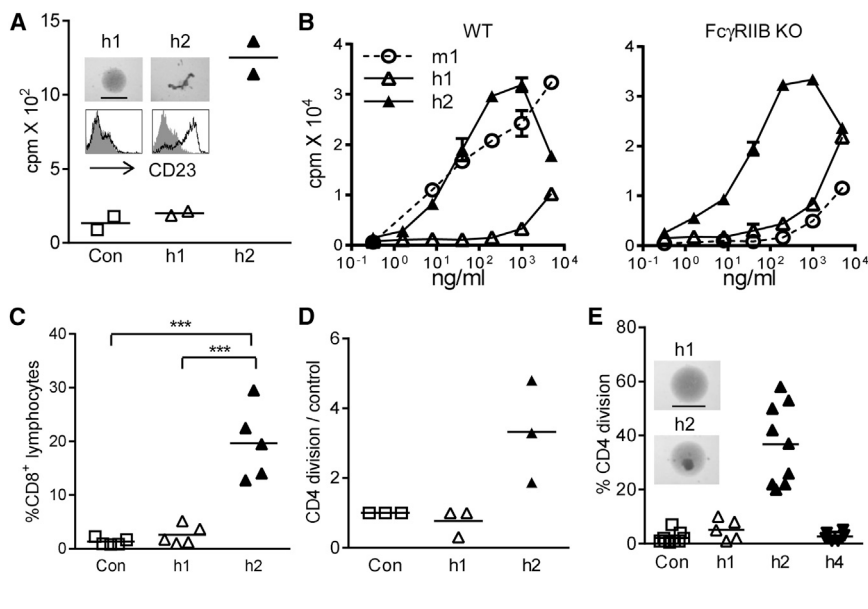 A
15
10
5
0
cpm X 10²
h1 h2
CD23
Con h1 h2
B
WT
4
3
2
1
0
cpm X 10⁴
m1
h1
h2
10⁻¹ 10⁰ 10¹ 10² 10³ 10⁴
ng/ml
FcγRIIB KO
4
3
2
1
0
10⁻¹ 10⁰ 10¹ 10² 10³ 10⁴
ng/ml
C
40
30
20
10
0
%CD8⁺ lymphocytes
***
***
Con h1 h2
D
6
4
2
0
CD4 division / control
Con h1 h2
E
80
60
40
20
0
% CD4 division
h1
h2
Con h1 h2 h4